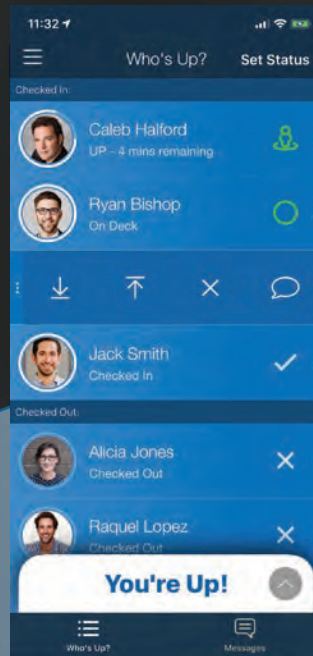 11:32
Who's Up?
Set Status
Checked In:
Caleb Halford
UP - 4 mins remaining
Ryan Bishop
On Deck
Jack Smith
Checked In
Checked Out:
Alicia Jones
Checked Out
Raquel Lopez
Checked Out
You're Up!
Who's Up?
Messages